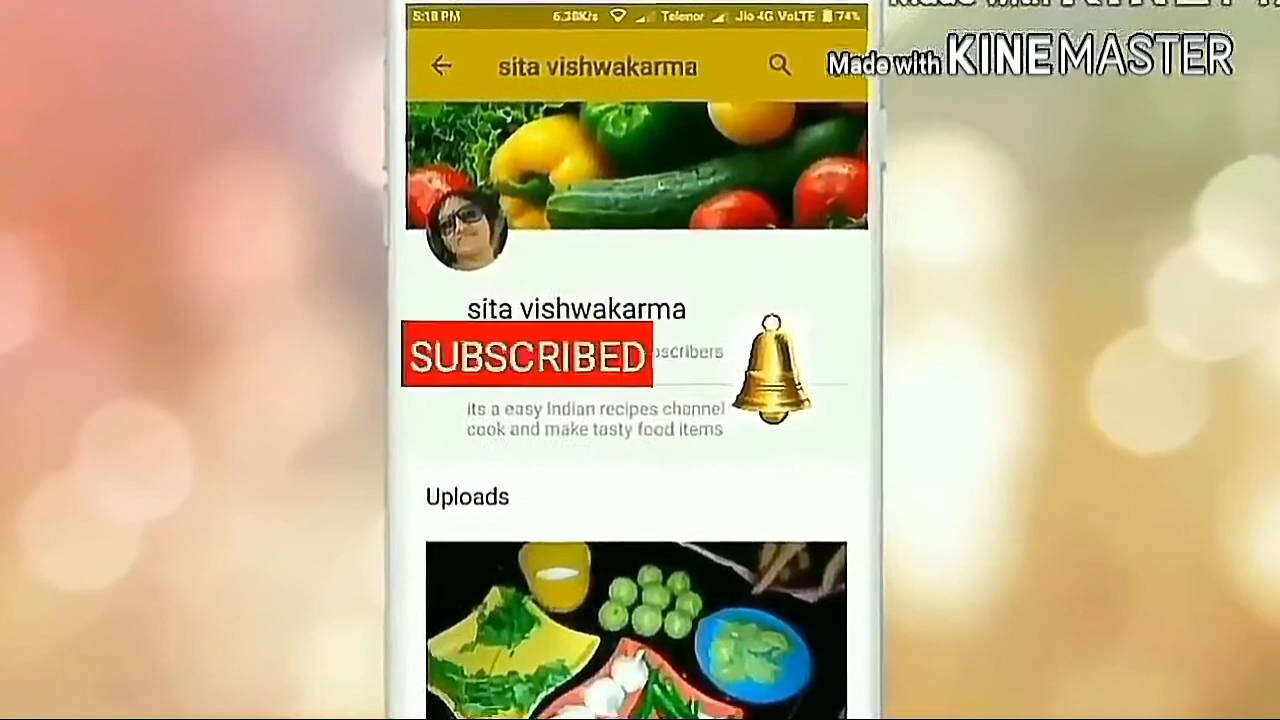 5:18 PM 6.38K/s Telenor Jio 4G VoLTE 74%
Made with KINEMASTER
sita vishwakarma
sita vishwakarma
SUBSCRIBED
its a easy Indian recipes channel
cook and make tasty food items
Uploads